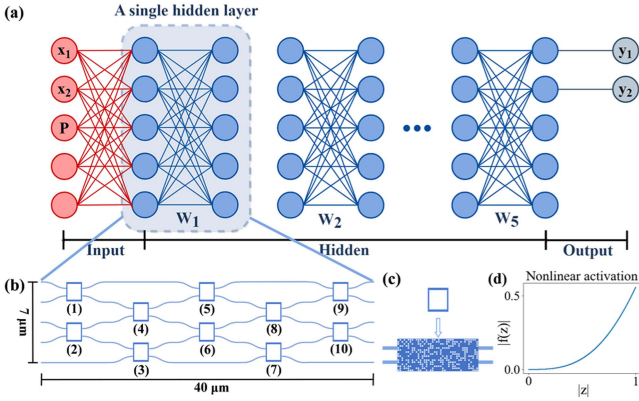 (a)
A single hidden layer
x1
x2
P
y1
y2
W1
W2
W5
Input
Hidden
Output
(b)
7 μm
(1)
(2)
(3)
(4)
(5)
(6)
(7)
(8)
(9)
(10)
40 μm
(c)
(d)
Nonlinear activation
|f(z)|
0.5
0.0
0
1
|z|